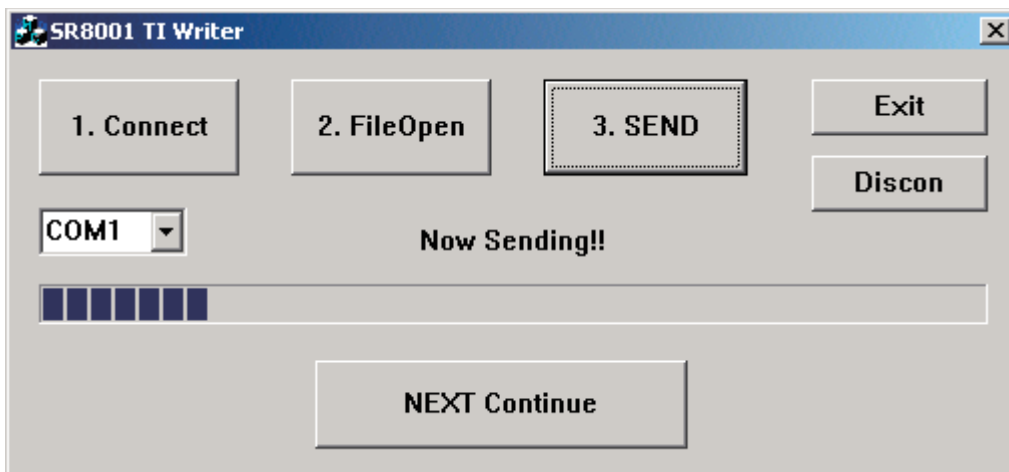 SR8001 TI Writer
1. Connect
2. FileOpen
3. SEND
Exit
Discon
COM1
Now Sending!!
NEXT Continue